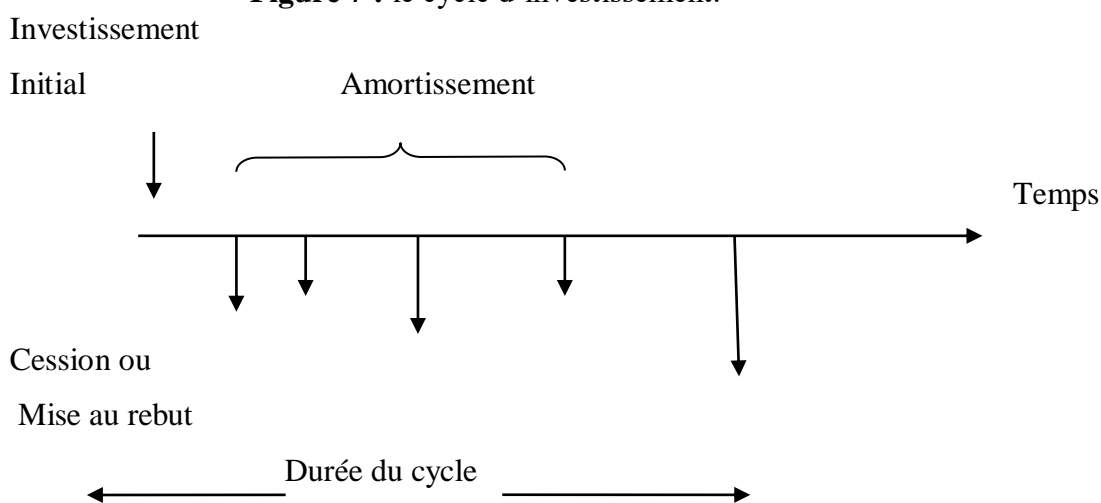 Figure 7 : le cycle d'investissement.
Investissement
Initial Amortissement
Temps
Cession ou
Mise au rebut
Durée du cycle